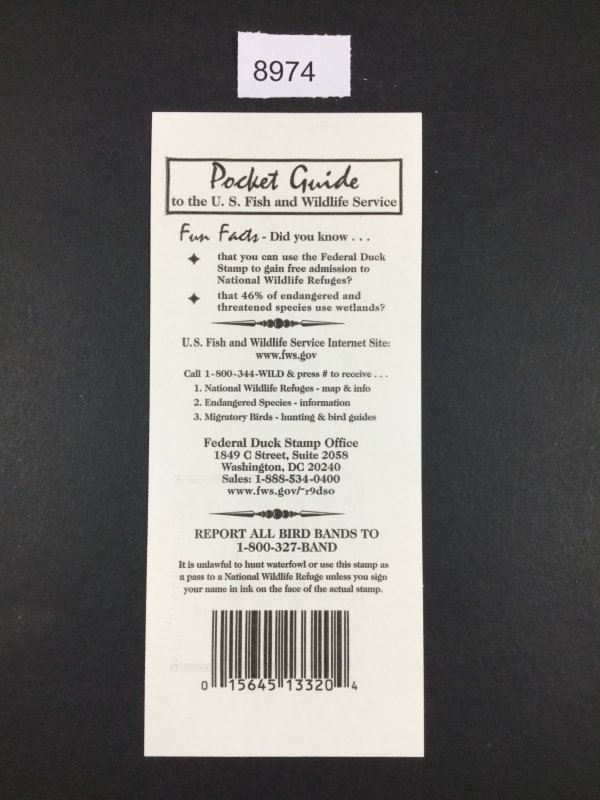 8974
Pocket Guide
to the U. S. Fish and Wildlife Service
Fun Facts - Did you know . . .
that you can use the Federal Duck
Stamp to gain free admission to
National Wildlife Refuges?
that 46% of endangered and
threatened species use wetlands?
U.S. Fish and Wildlife Service Internet Site:
www.fws.gov
Call 1-800-344-WILD & press # to receive . . .
1. National Wildlife Refuges - map & info
2. Endangered Species - information
3. Migratory Birds - hunting & bird guides
Federal Duck Stamp Office
1849 C Street, Suite 2058
Washington, DC 20240
Sales: 1-888-534-0400
www.fws.gov/~r9dso
REPORT ALL BIRD BANDS TO
1-800-327-BAND
It is unlawful to hunt waterfowl or use this stamp as
a pass to a National Wildlife Refuge unless you sign
your name in ink on the face of the actual stamp.
0 15645 13320 4